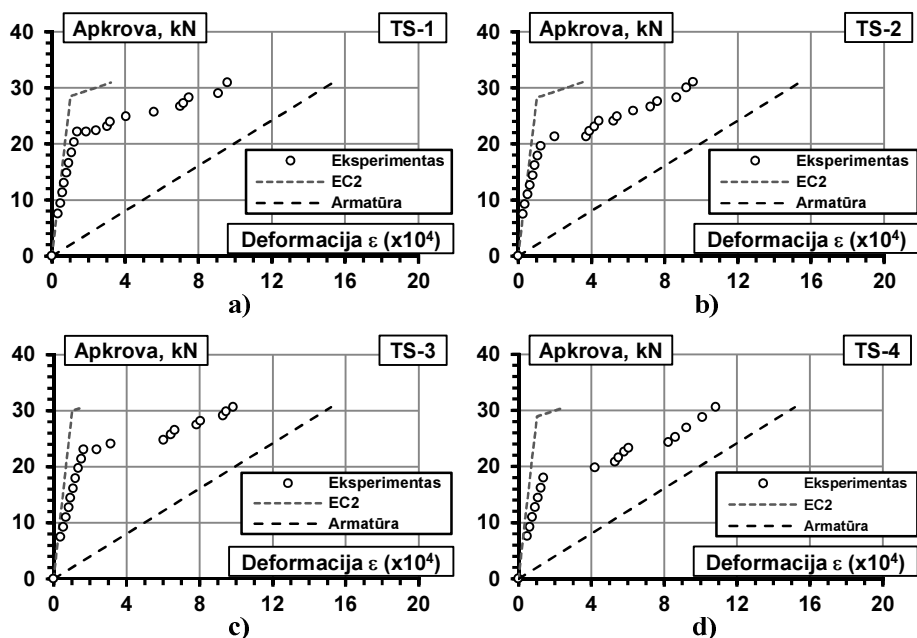 Apkrova, kN
TS-1
40
30
20
10
0
Eksperimentas
EC2
Armatūra
Deformacija ε (x10⁴)
0 4 8 12 16 20
a)
Apkrova, kN
TS-2
40
30
20
10
0
Eksperimentas
EC2
Armatūra
Deformacija ε (x10⁴)
0 4 8 12 16 20
b)
Apkrova, kN
TS-3
40
30
20
10
0
Eksperimentas
EC2
Armatūra
Deformacija ε (x10⁴)
0 4 8 12 16 20
c)
Apkrova, kN
TS-4
40
30
20
10
0
Eksperimentas
EC2
Armatūra
Deformacija ε (x10⁴)
0 4 8 12 16 20
d)